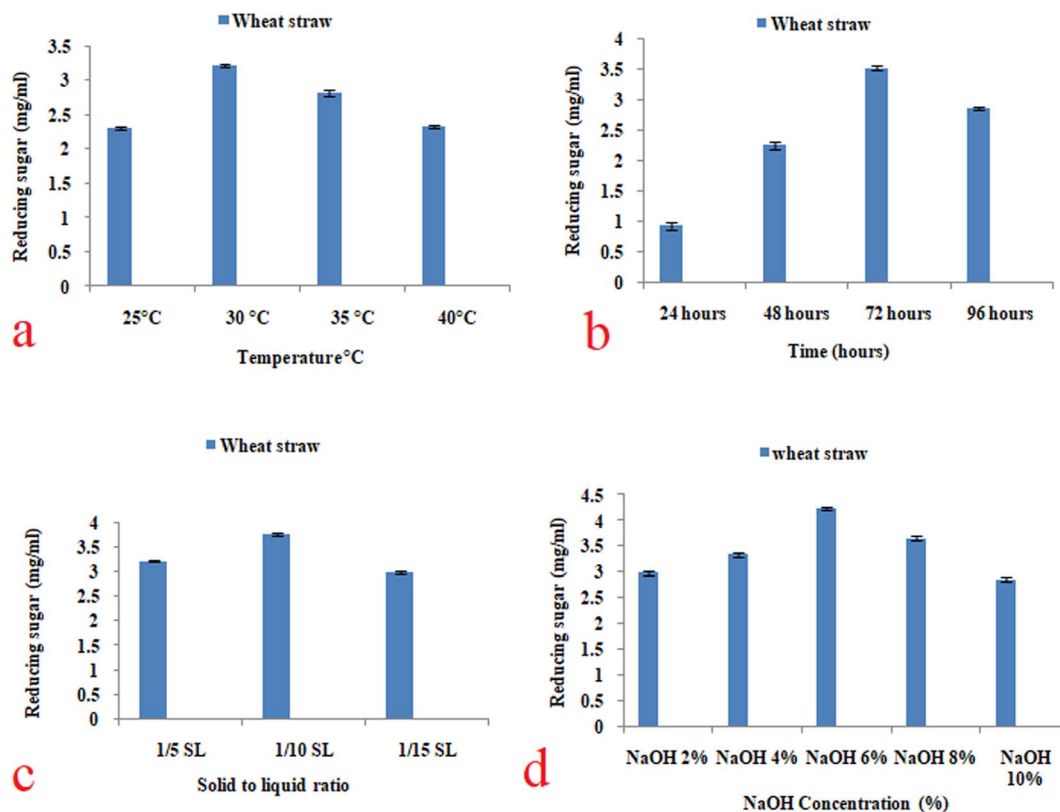 Wheat straw
Reducing sugar (mg/ml)
3.5
3
2.5
2
1.5
1
0.5
0
25°C 30 °C 35 °C 40°C
Temperature°C
a
Wheat straw
Reducing sugar (mg/ml)
4
3.5
3
2.5
2
1.5
1
0.5
0
24 hours 48 hours 72 hours 96 hours
Time (hours)
b
Wheat straw
Reducing sugar (mg/ml)
4
3.5
3
2.5
2
1.5
1
0.5
0
1/5 SL 1/10 SL 1/15 SL
Solid to liquid ratio
c
wheat straw
Reducing sugar (mg/ml)
4.5
4
3.5
3
2.5
2
1.5
1
0.5
0
NaOH 2% NaOH 4% NaOH 6% NaOH 8% NaOH
10%
NaOH Concentration (%)
d